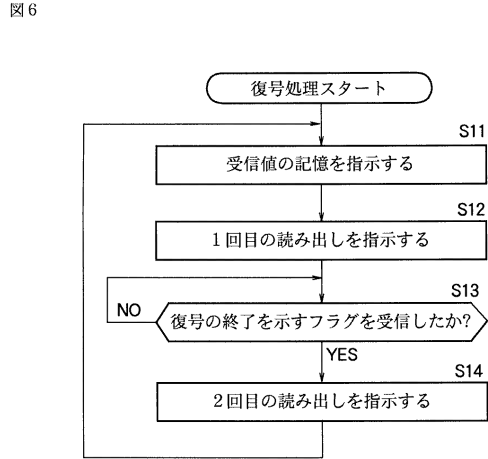 図６
復号処理スタート
S11
受信値の記憶を指示する
S12
１回目の読み出しを指示する
S13
NO
復号の終了を示すフラグを受信したか?
YES
S14
２回目の読み出しを指示する